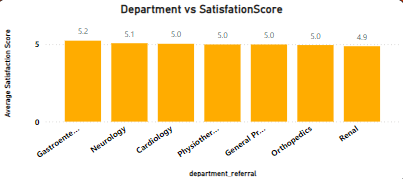 Department vs SatisfationScore
Average Satisfaction Score
5
0
5.2
5.1
5.0
5.0
5.0
5.0
4.9
Gastroente...
Neurology
Cardiology
Physiother...
General Pr...
Orthopedics
Renal
department_referral